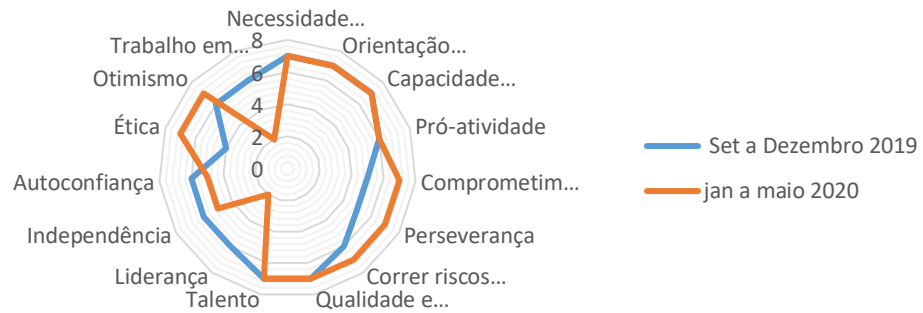 Necessidade...
Trabalho em...
Orientação...
Otimismo
Capacidade...
Ética
Pró-atividade
Autoconfiança
Comprometim...
Independência
Perseverança
Liderança
Correr riscos...
Talento
Qualidade e...
8
6
4
2
0
Set a Dezembro 2019
jan a maio 2020